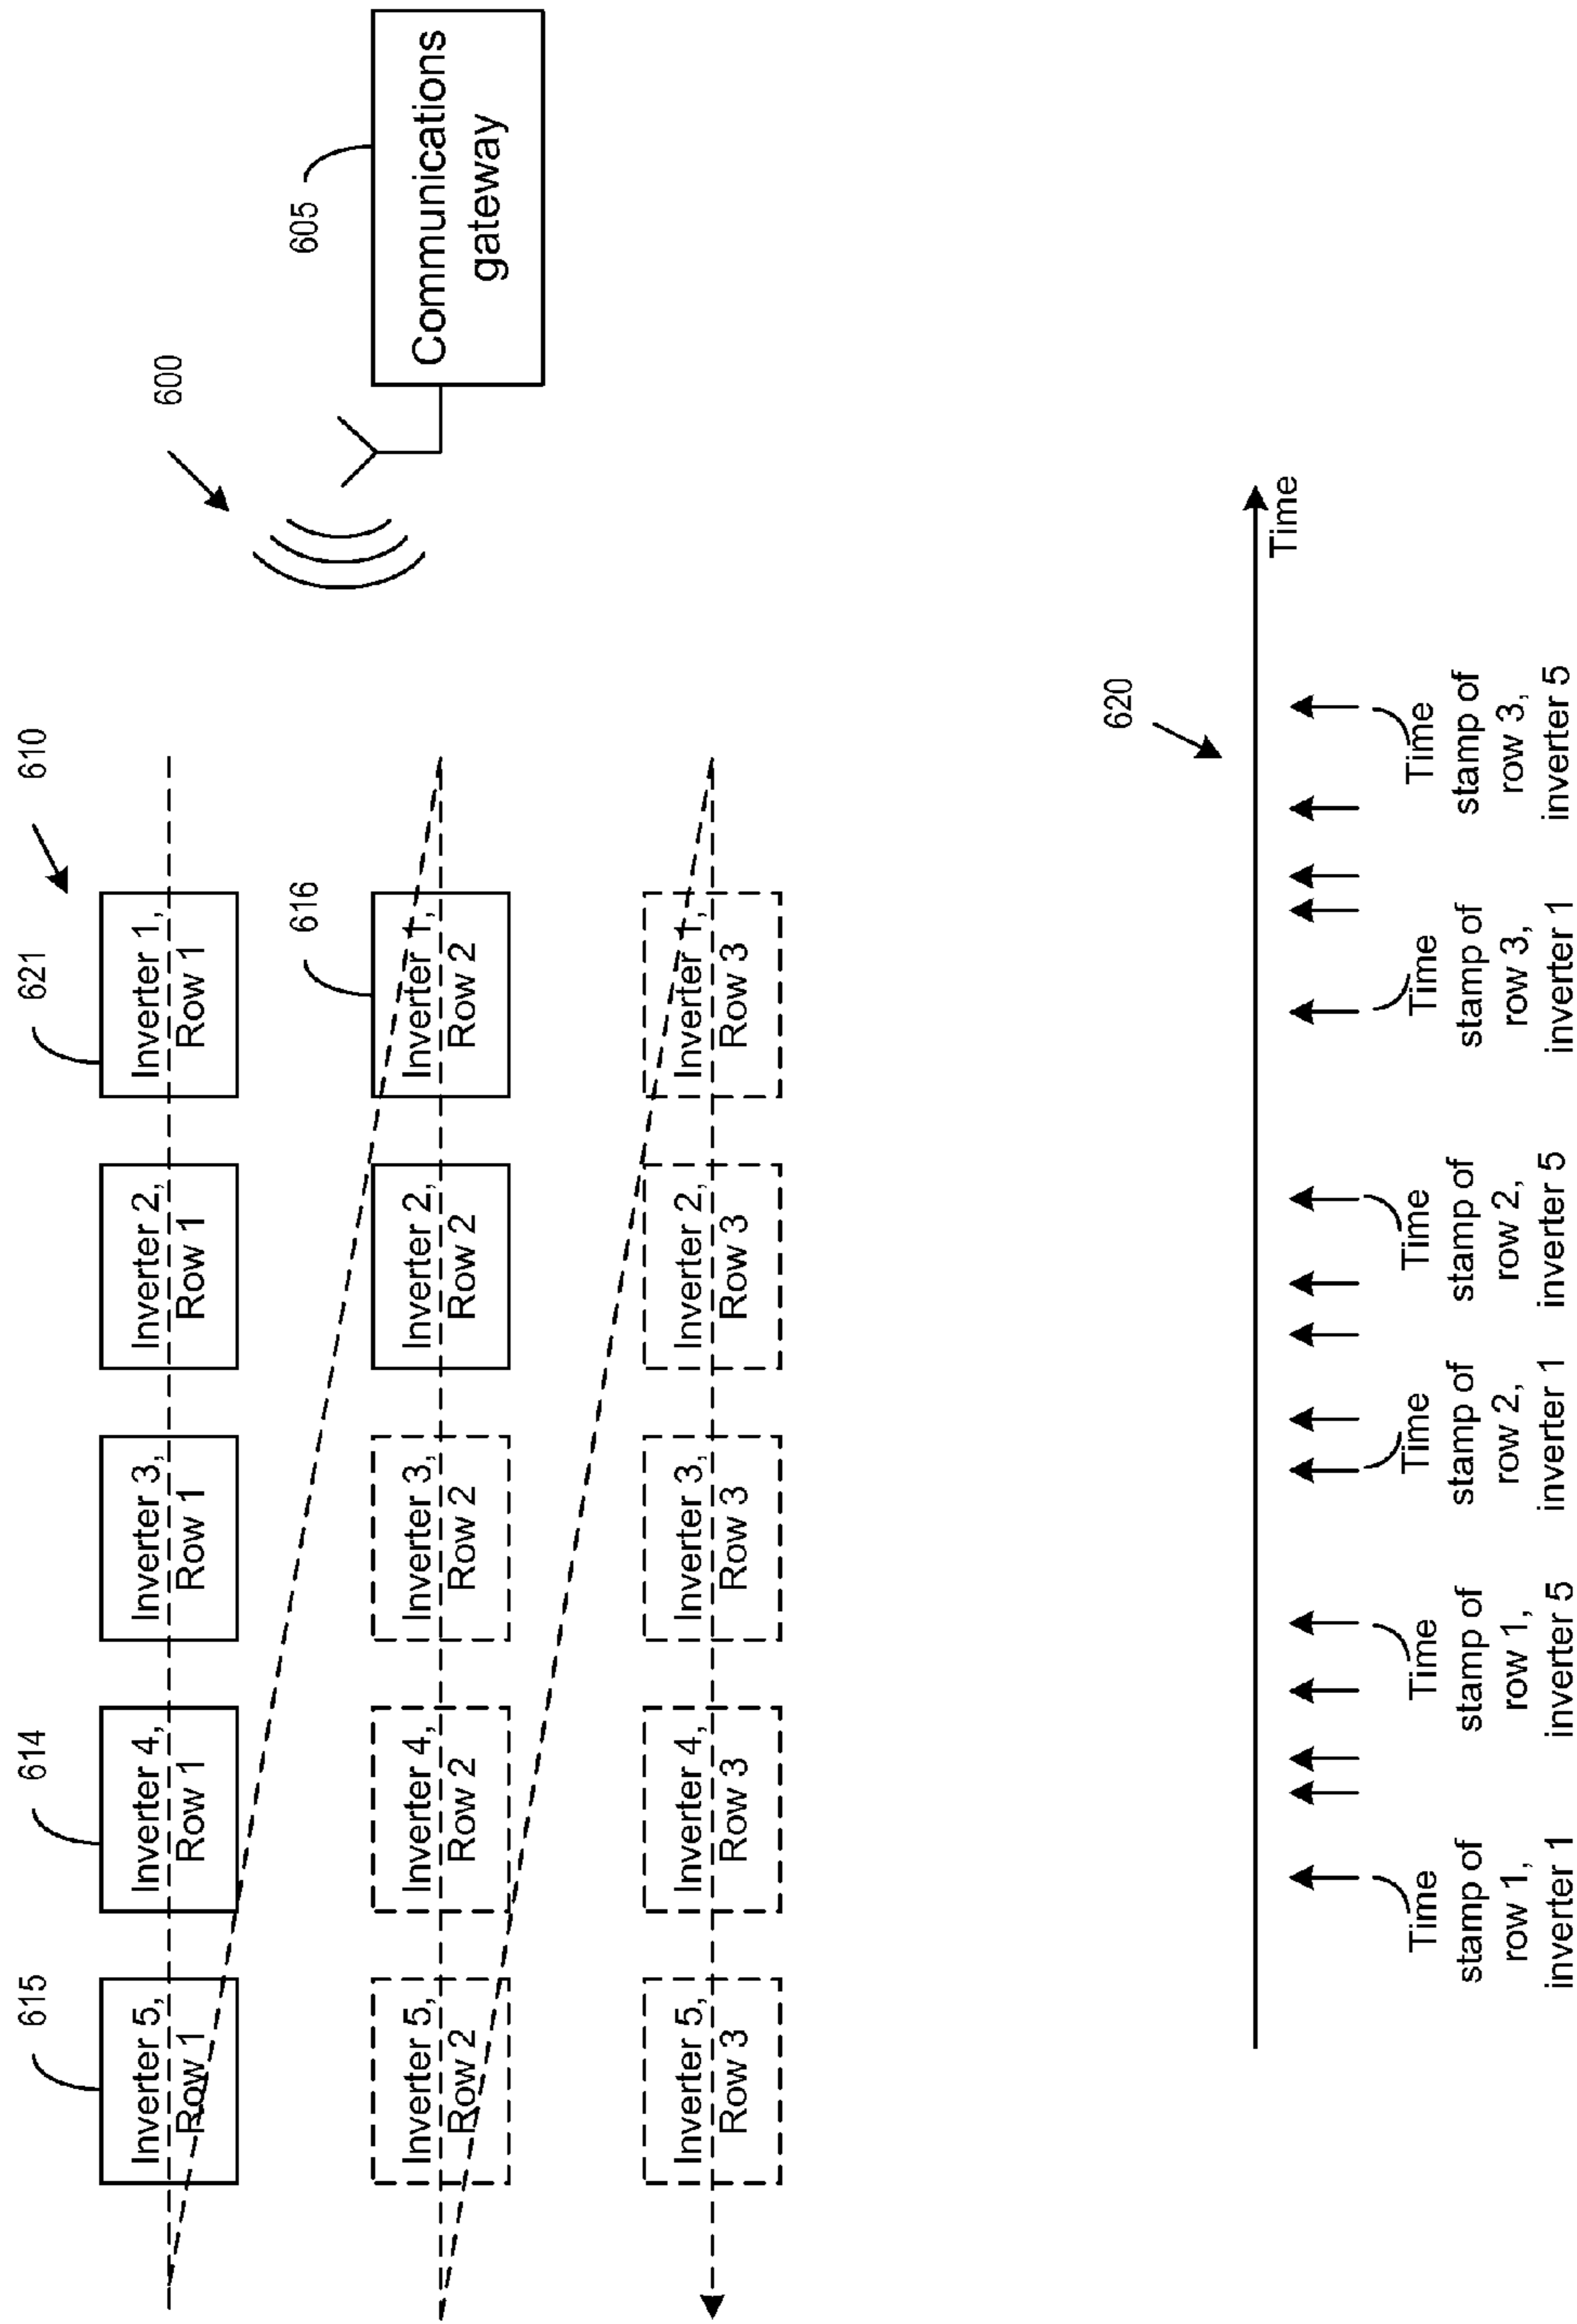 615
614
621
610
600
Inverter 5,
Row 1
Inverter 4,
Row 1
Inverter 3,
Row 1
Inverter 2,
Row 1
Inverter 1,
Row 1
616
605
Inverter 5,
Row 2
Inverter 4,
Row 2
Inverter 3,
Row 2
Inverter 2,
Row 2
Inverter 1,
Row 2
Communications
gateway
Inverter 5,
Row 3
Inverter 4,
Row 3
Inverter 3,
Row 3
Inverter 2,
Row 3
Inverter 1,
Row 3
620
Time
Time
stamp of
row 1,
inverter 1
Time
stamp of
row 1,
inverter 5
Time
stamp of
row 2,
inverter 1
Time
stamp of
row 2,
inverter 5
Time
stamp of
row 3,
inverter 1
Time
stamp of
row 3,
inverter 5